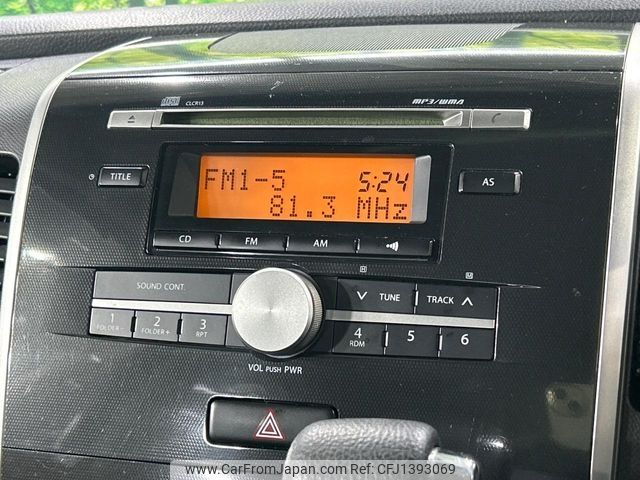 CLCR13 MP3/WMA
TITLE FM1-5 5:24 AS
81.3 MHz
CD FM AM
SOUND CONT. H M
TUNE TRACK
1 2 3 4 5 6
FOLDER- FOLDER+ RPT RDM
VOL PUSH PWR
www.CarFromJapan.com - CFJ1393069